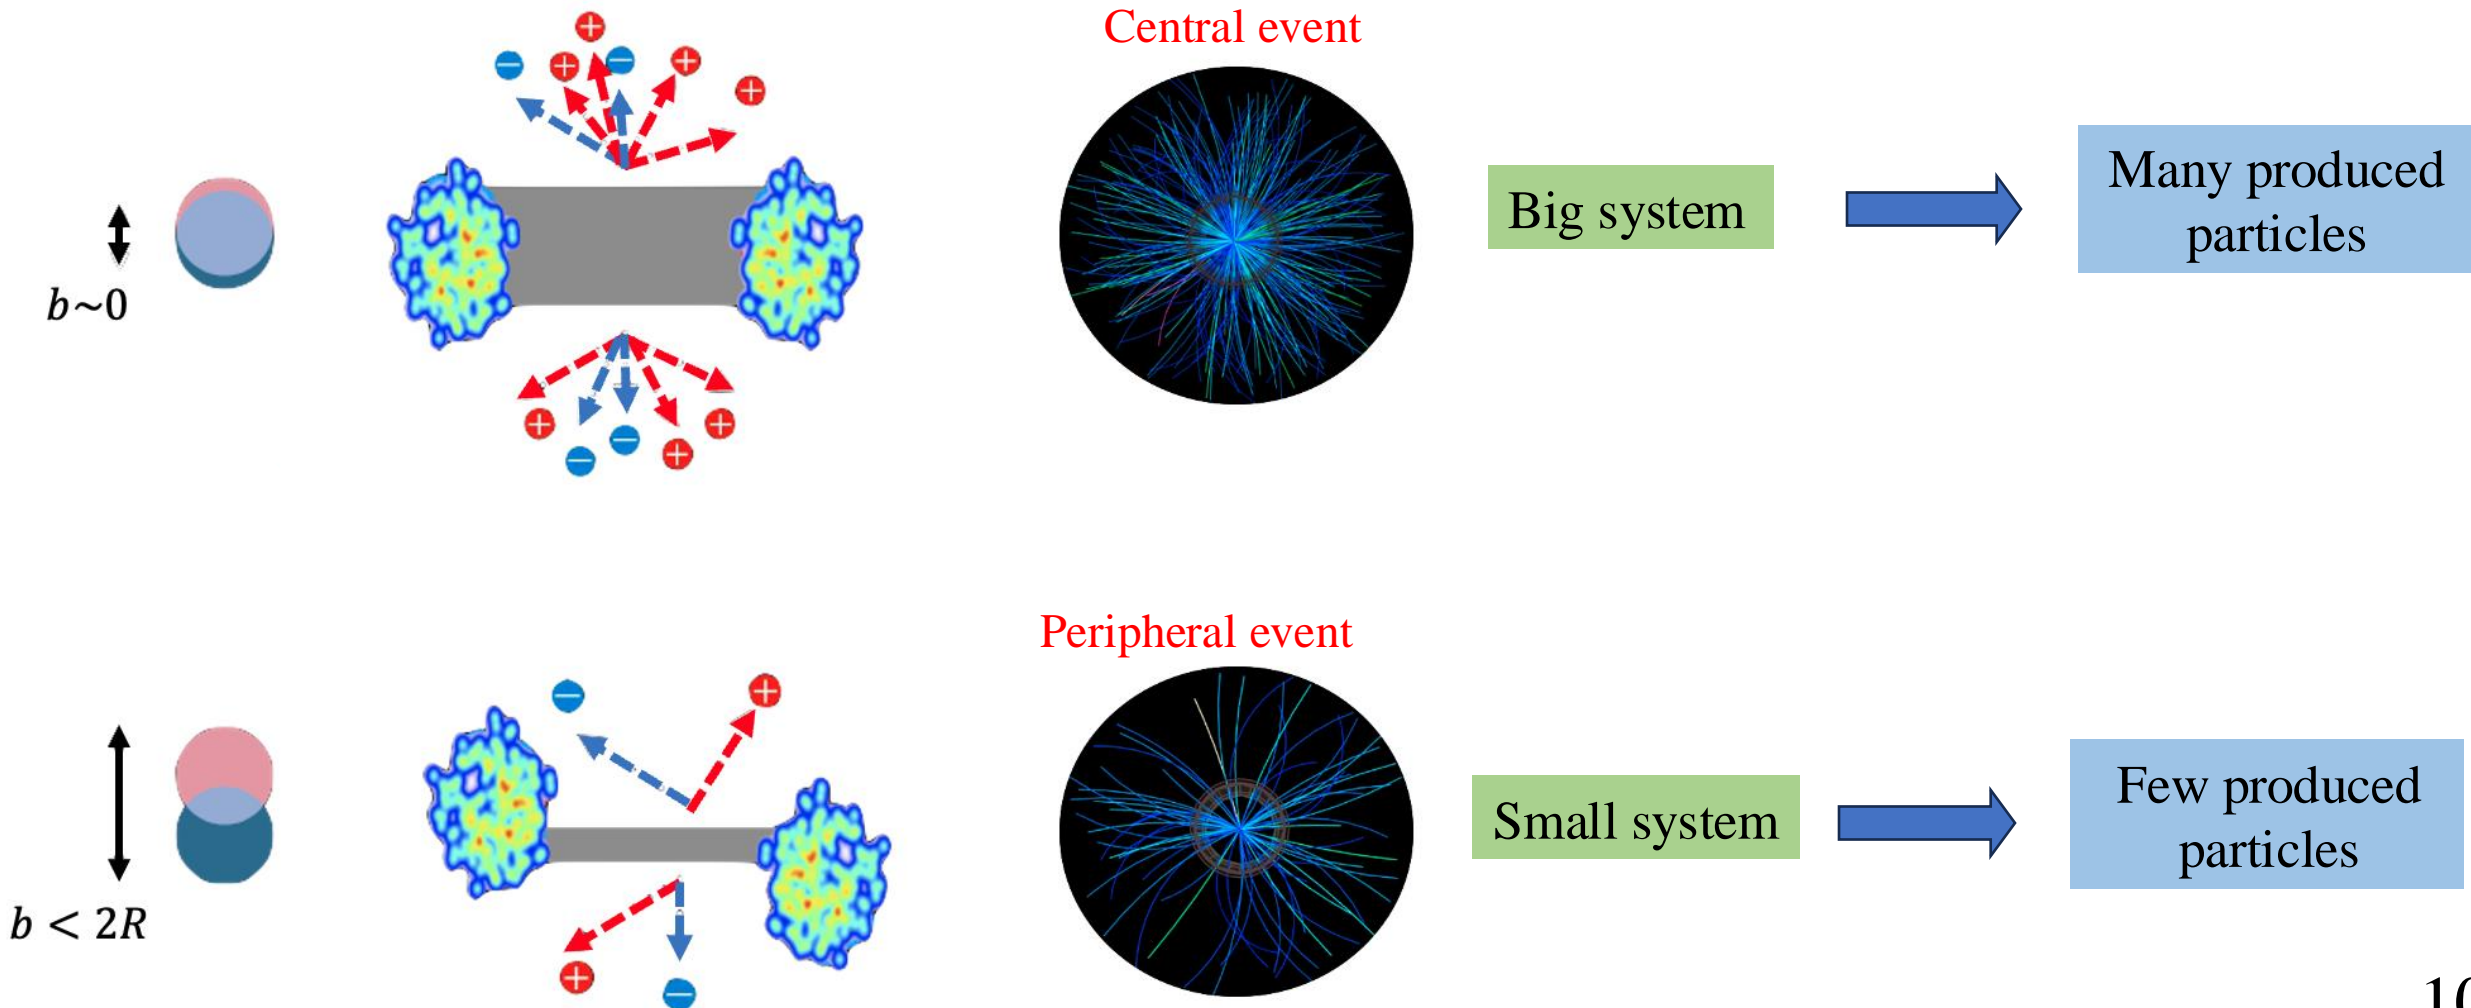 Central event
b~0
Big system
Many produced
particles
Peripheral event
b < 2R
Small system
Few produced
particles